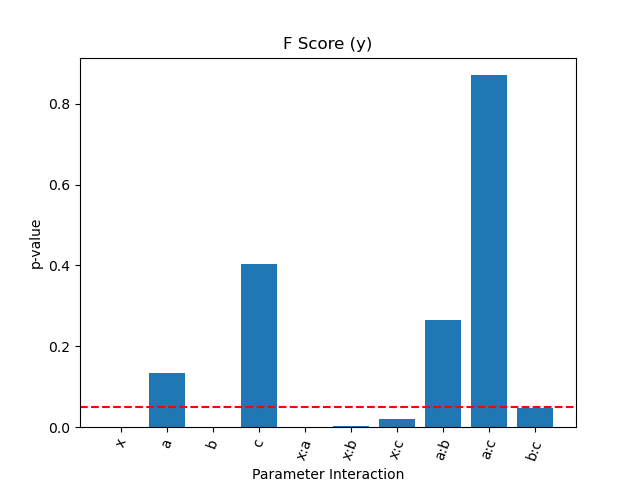 F Score (y)
0.8
0.6
0.4
0.2
0.0
p-value
x
a
b
c
x:a
x:b
x:c
a:b
a:c
b:c
Parameter Interaction